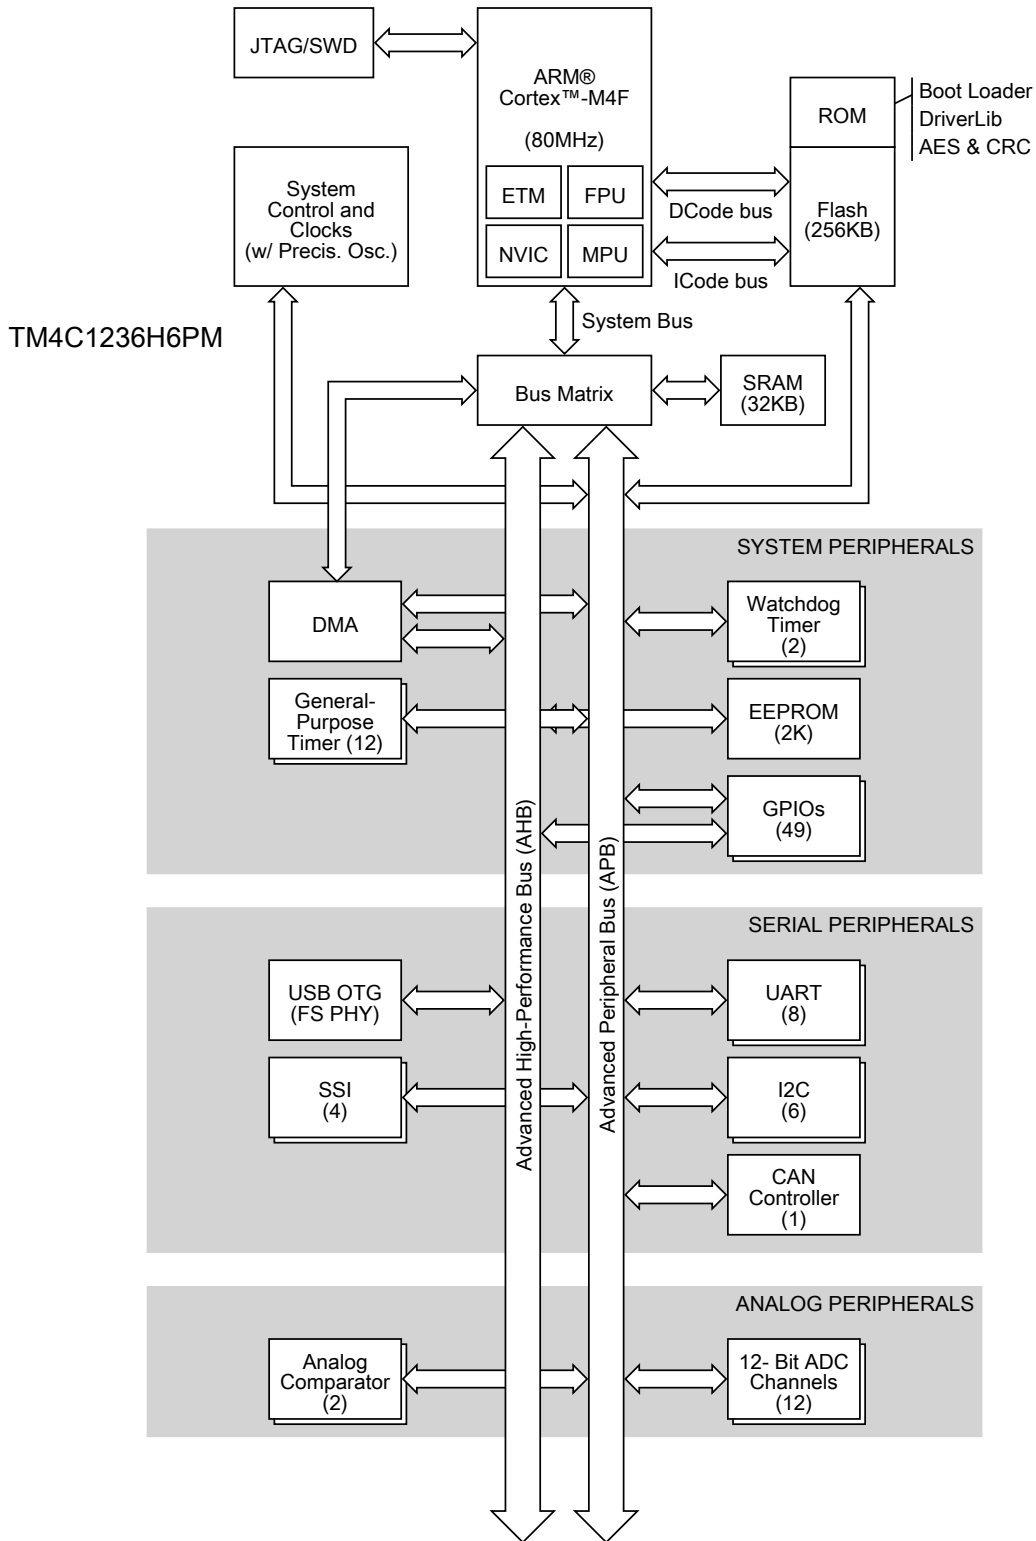 JTAG/SWD
ARM®
Cortex™-M4F
(80MHz)
ETM
FPU
NVIC
MPU
ROM
Boot Loader
DriverLib
AES & CRC
Flash
(256KB)
DCode bus
ICode bus
System
Control and
Clocks
(w/ Precis. Osc.)
TM4C1236H6PM
System Bus
Bus Matrix
SRAM
(32KB)
SYSTEM PERIPHERALS
DMA
Watchdog
Timer
(2)
General-
Purpose
Timer (12)
EEPROM
(2K)
GPIOs
(49)
Advanced High-Performance Bus (AHB)
Advanced Peripheral Bus (APB)
SERIAL PERIPHERALS
USB OTG
(FS PHY)
UART
(8)
SSI
(4)
I2C
(6)
CAN
Controller
(1)
ANALOG PERIPHERALS
Analog
Comparator
(2)
12- Bit ADC
Channels
(12)